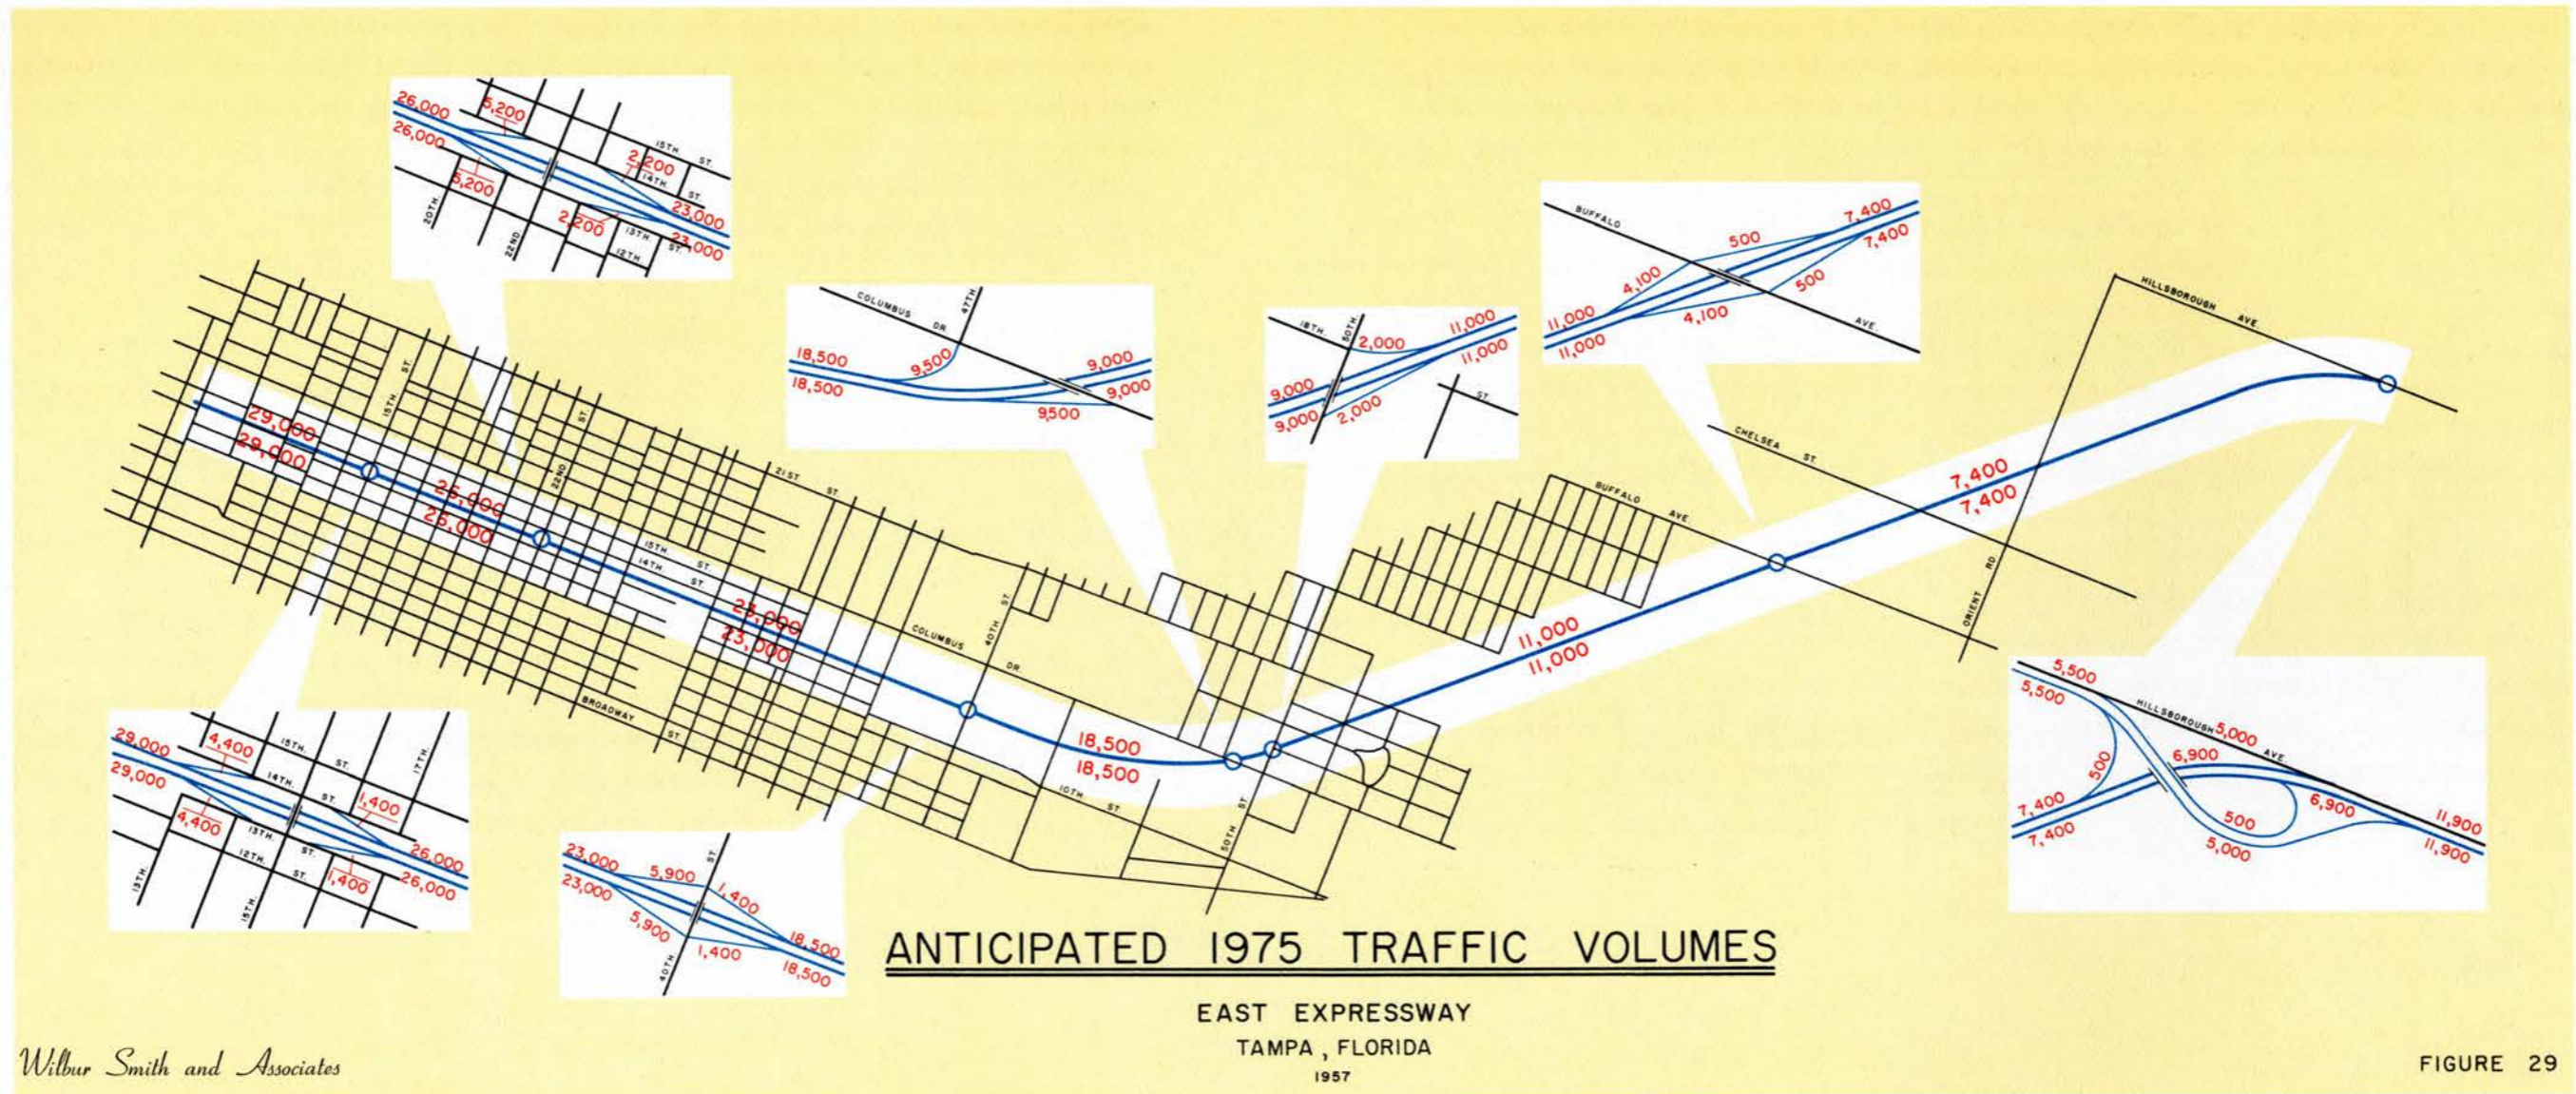 26,000
26,000
5,200
5,200
15TH. ST.
2,200
14TH. ST.
23,000
2,200
13TH. ST.
23,000
12TH.
20TH.
22ND.
BUFFALO
AVE.
7,400
7,400
500
500
4,100
4,100
11,000
11,000
COLUMBUS DR.
47TH.
18,500
18,500
9,500
9,000
9,000
9,500
18TH.
50TH.
2,000
11,000
11,000
9,000
9,000
2,000
ST.
HILLSBOROUGH AVE.
29,000
29,000
15TH. ST.
26,000
26,000
22ND. ST.
21ST ST.
15TH. ST.
14TH. ST.
23,000
23,000
COLUMBUS DR.
40TH ST.
BROADWAY ST.
18,500
18,500
10TH ST.
50TH ST.
BUFFALO AVE.
11,000
11,000
CHELSEA ST.
7,400
7,400
ORIENT RD
29,000
29,000
4,400
4,400
15TH. ST.
14TH. ST.
17TH.
1,400
13TH. ST.
12TH. ST.
1,400
26,000
26,000
13TH.
15TH.
23,000
23,000
5,900
5,900
ST.
1,400
1,400
40TH.
18,500
18,500
5,500
5,500
HILLSBOROUGH AVE.
5,000
6,900
500
6,900
7,400
7,400
500
5,000
11,900
11,900
ANTICIPATED 1975 TRAFFIC VOLUMES
EAST EXPRESSWAY
TAMPA, FLORIDA
1957
Wilbur Smith and Associates
FIGURE 29